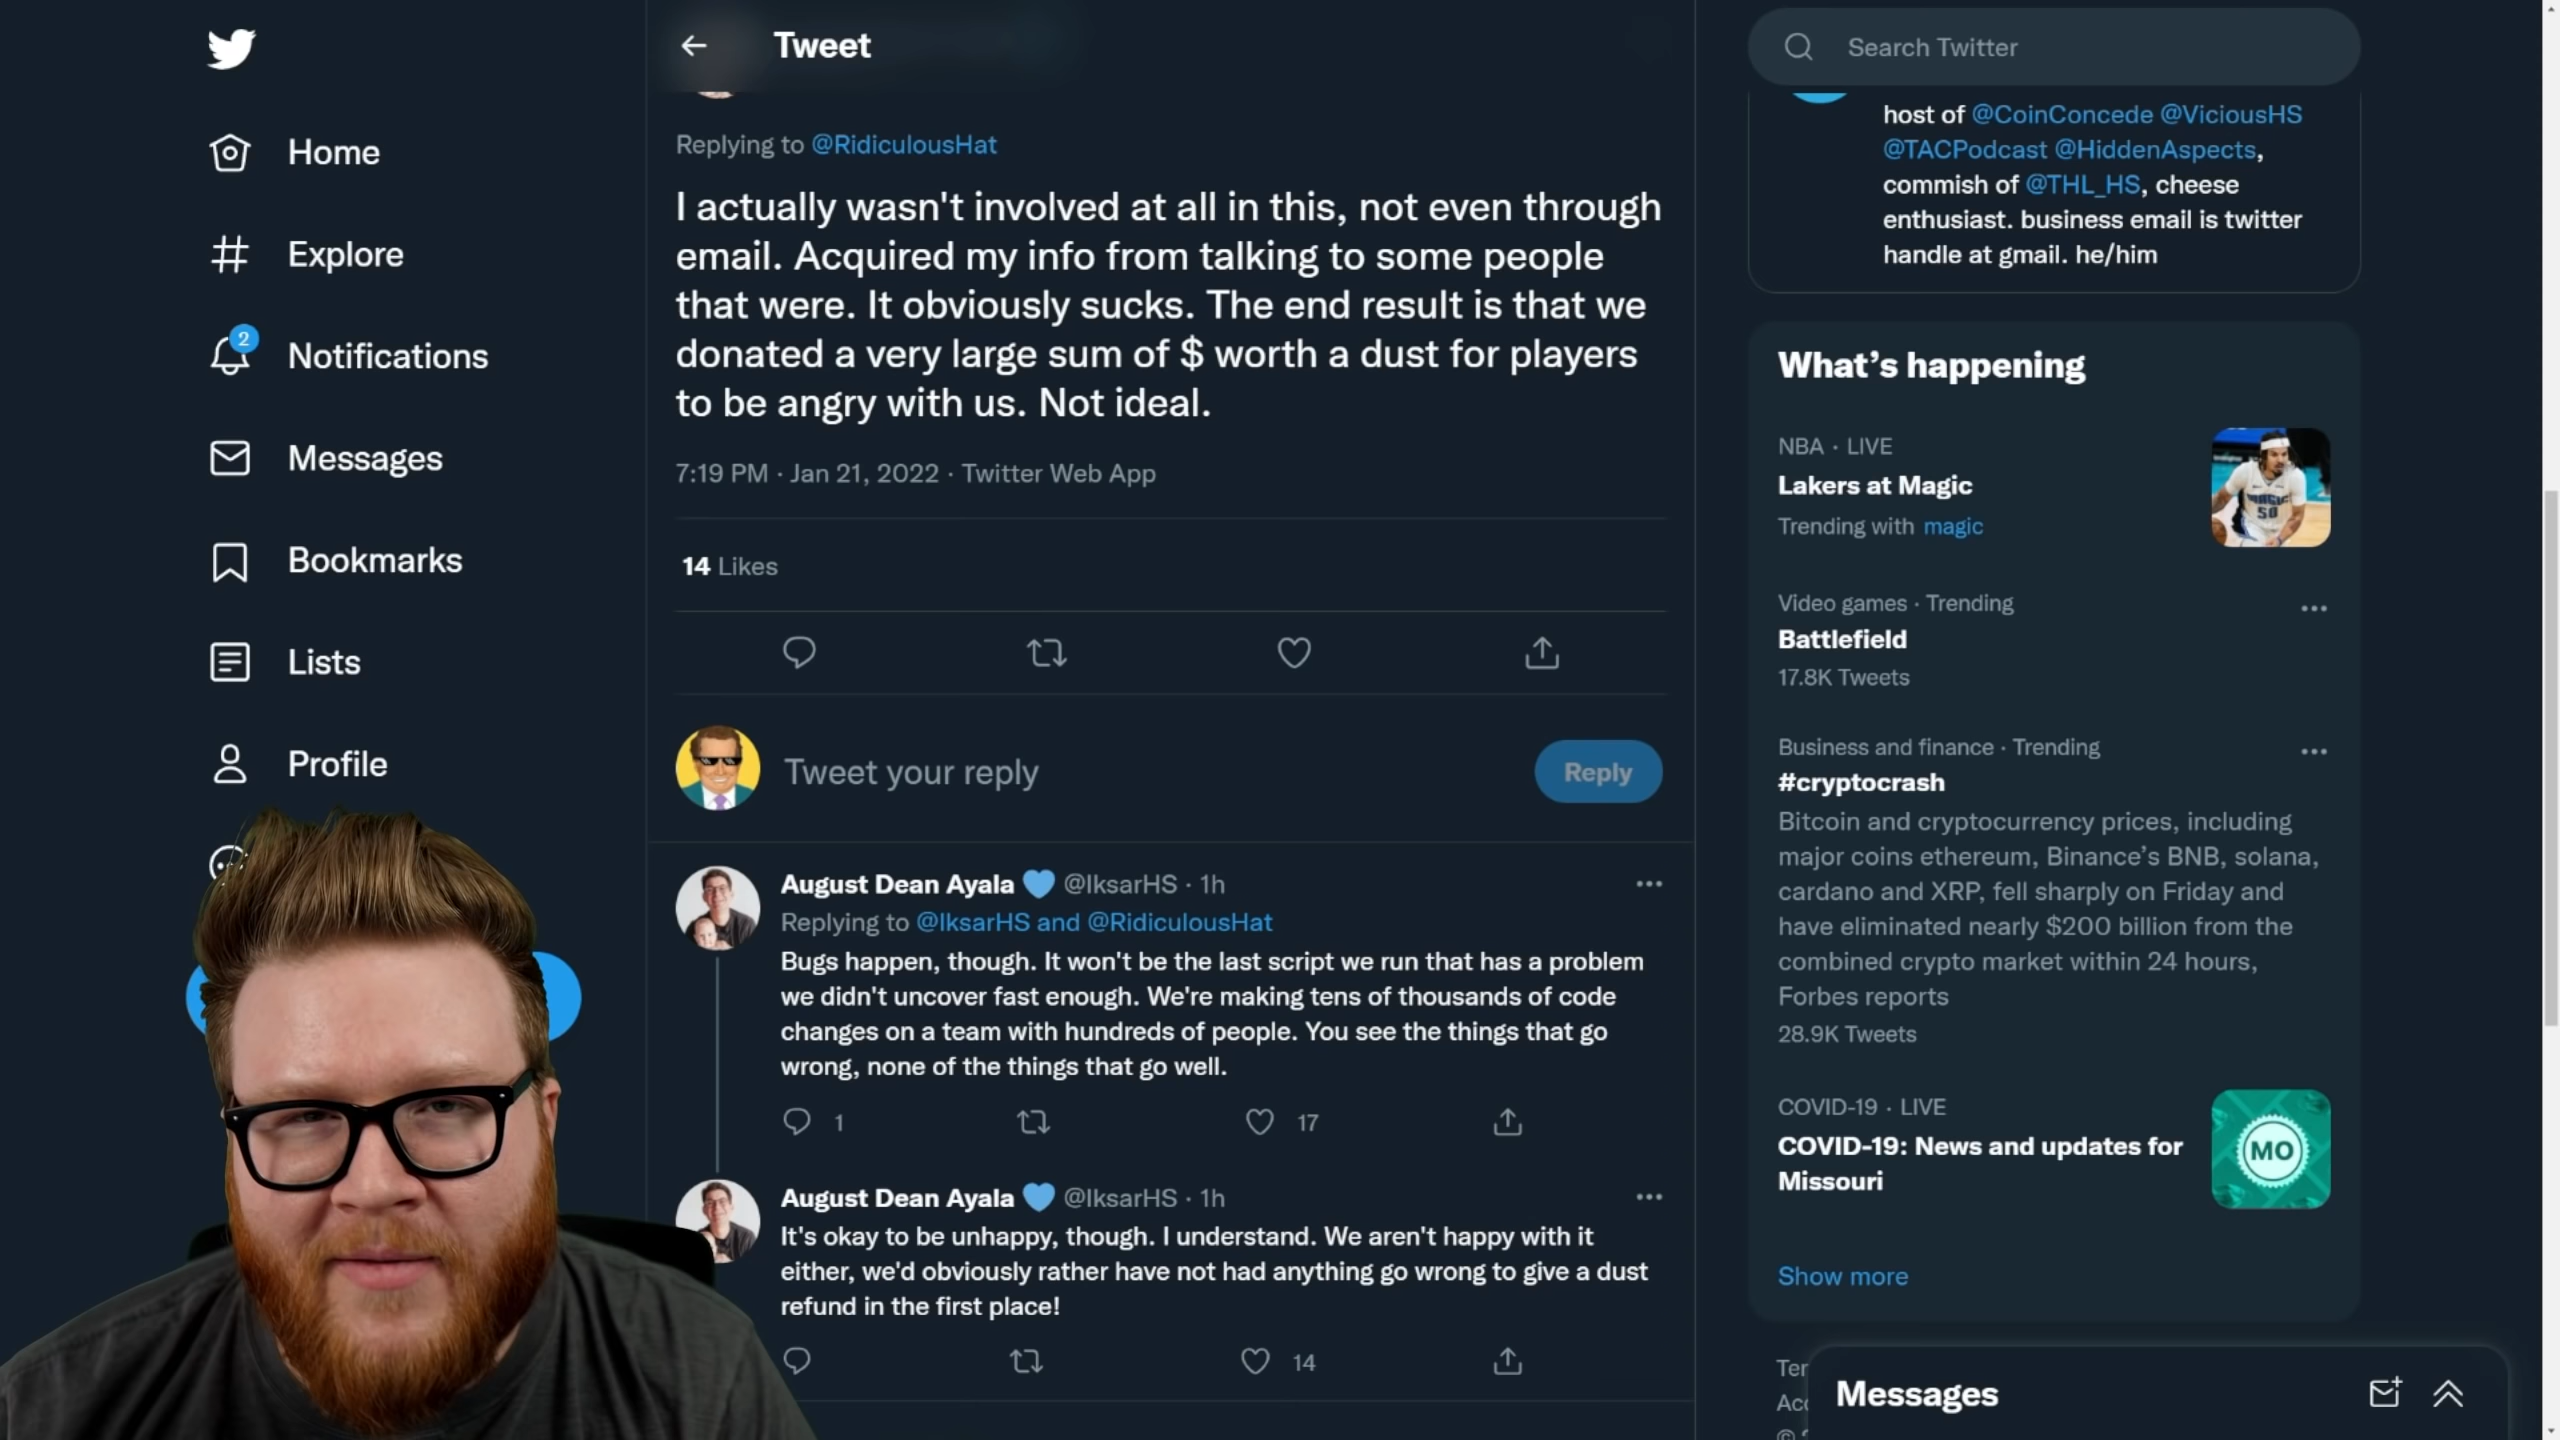 Home
Explore
2
Notifications
Messages
Bookmarks
Lists
Profile
Tweet
Replying to @RidiculousHat
I actually wasn't involved at all in this, not even through
email. Acquired my info from talking to some people
that were. It obviously sucks. The end result is that we
donated a very large sum of $ worth a dust for players
to be angry with us. Not ideal.
7:19 PM · Jan 21, 2022 · Twitter Web App
14 Likes
Tweet your reply
Reply
August Dean Ayala 💙 @IksarHS · 1h
Replying to @IksarHS and @RidiculousHat
Bugs happen, though. It won't be the last script we run that has a problem
we didn't uncover fast enough. We're making tens of thousands of code
changes on a team with hundreds of people. You see the things that go
wrong, none of the things that go well.
1 17
August Dean Ayala 💙 @IksarHS · 1h
It's okay to be unhappy, though. I understand. We aren't happy with it
either, we'd obviously rather have not had anything go wrong to give a dust
refund in the first place!
14
Search Twitter
host of @CoinConcede @ViciousHS
@TACPodcast @HiddenAspects,
commish of @THL_HS, cheese
enthusiast. business email is twitter
handle at gmail. he/him
What's happening
NBA · LIVE
Lakers at Magic
Trending with magic
MAGIC
50
Video games · Trending
Battlefield
17.8K Tweets
Business and finance · Trending
#cryptocrash
Bitcoin and cryptocurrency prices, including
major coins ethereum, Binance's BNB, solana,
cardano and XRP, fell sharply on Friday and
have eliminated nearly $200 billion from the
combined crypto market within 24 hours,
Forbes reports
28.9K Tweets
COVID-19 · LIVE
COVID-19: News and updates for
Missouri
MO
Show more
Messages